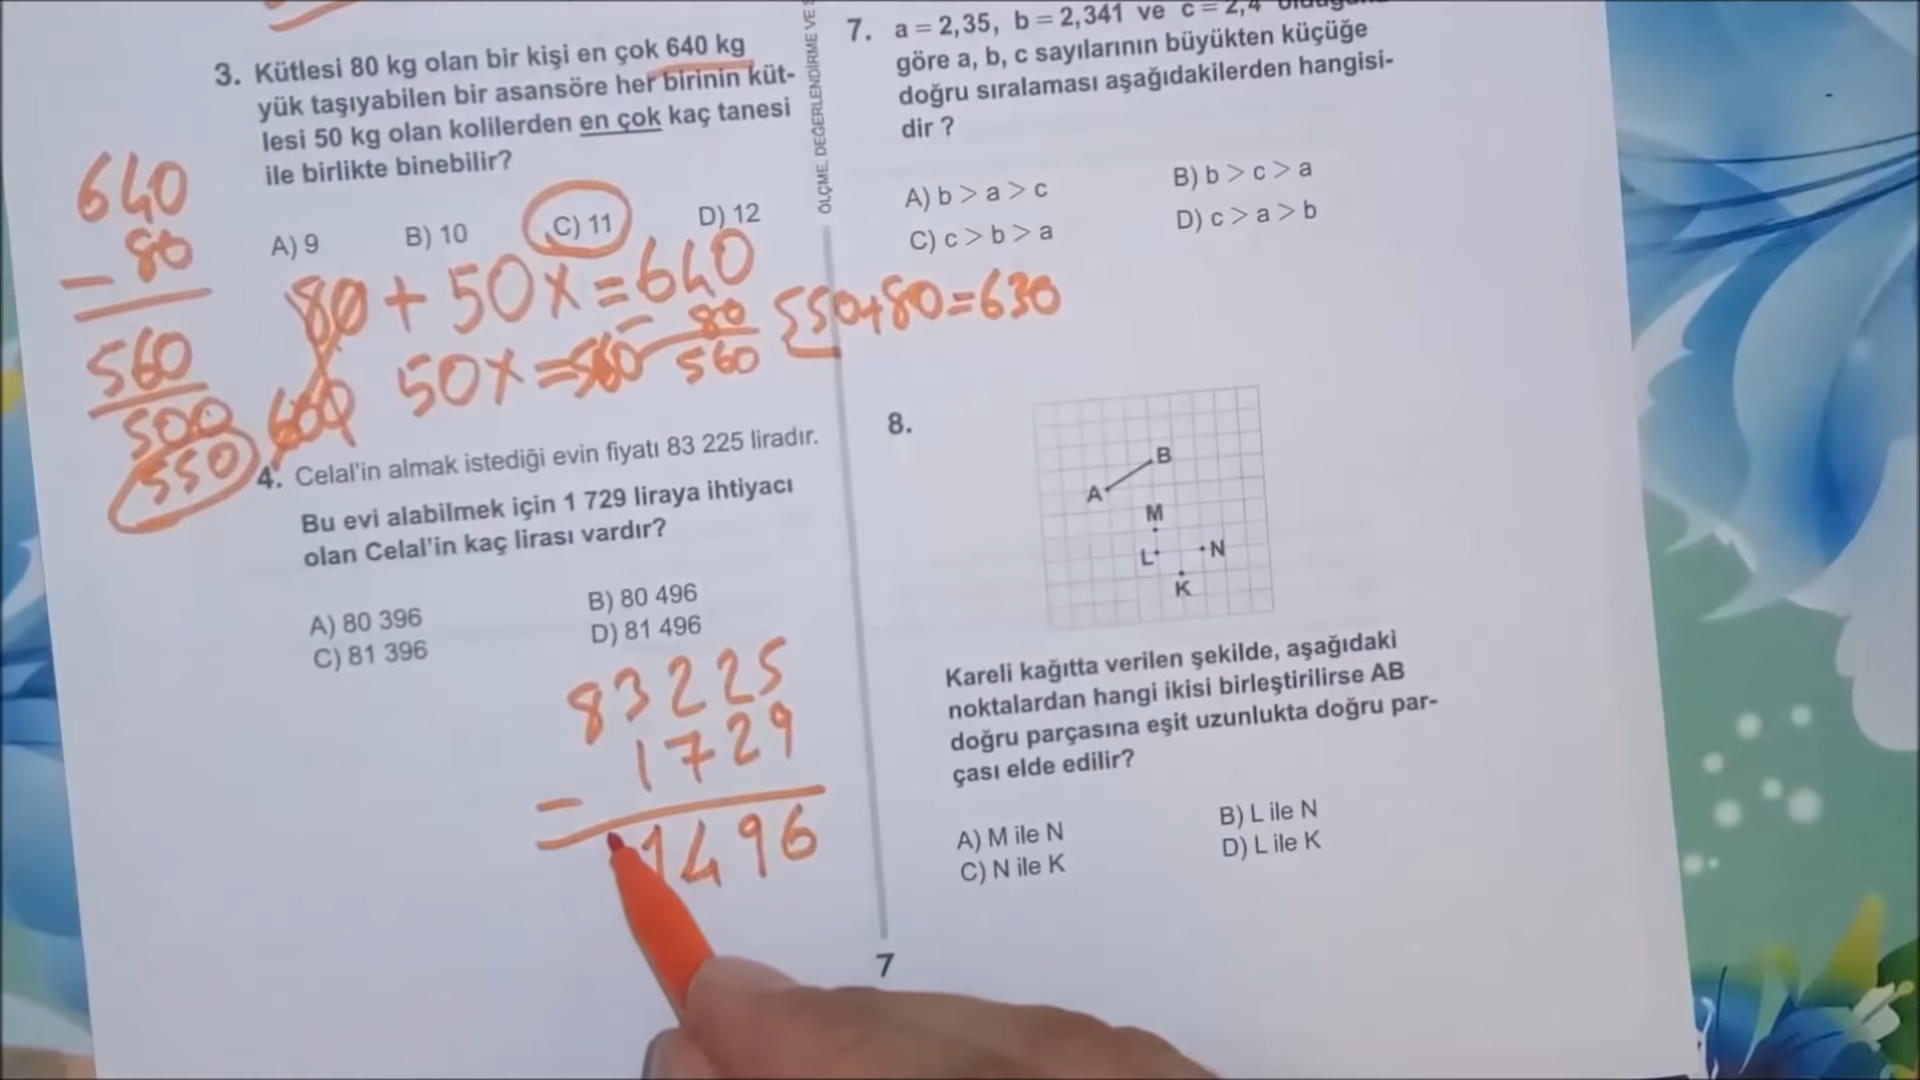 3. Kütlesi 80 kg olan bir kişi en çok 640 kg
yük taşıyabilen bir asansöre her birinin küt-
lesi 50 kg olan kolilerden en çok kaç tanesi
ile birlikte binebilir?
A) 9 B) 10 C) 11 D) 12
640
- 80
560
500
550
600
80 + 50x = 640
- 80
560
50x = 560
550+80=630
4. Celal'in almak istediği evin fiyatı 83 225 liradır.
Bu evi alabilmek için 1 729 liraya ihtiyacı
olan Celal'in kaç lirası vardır?
A) 80 396 B) 80 496
C) 81 396 D) 81 496
83225
1729
-
1496
7
ÖLÇME, DEĞERLENDİRME VE
7. a = 2,35, b = 2,341 ve c = 2,4
göre a, b, c sayılarının büyükten küçüğe
doğru sıralaması aşağıdakilerden hangisi-
dir ?
A) b > a > c B) b > c > a
C) c > b > a D) c > a > b
8.
B
A
M
L N
K
Kareli kağıtta verilen şekilde, aşağıdaki
noktalardan hangi ikisi birleştirilirse AB
doğru parçasına eşit uzunlukta doğru par-
çası elde edilir?
A) M ile N B) L ile N
C) N ile K D) L ile K